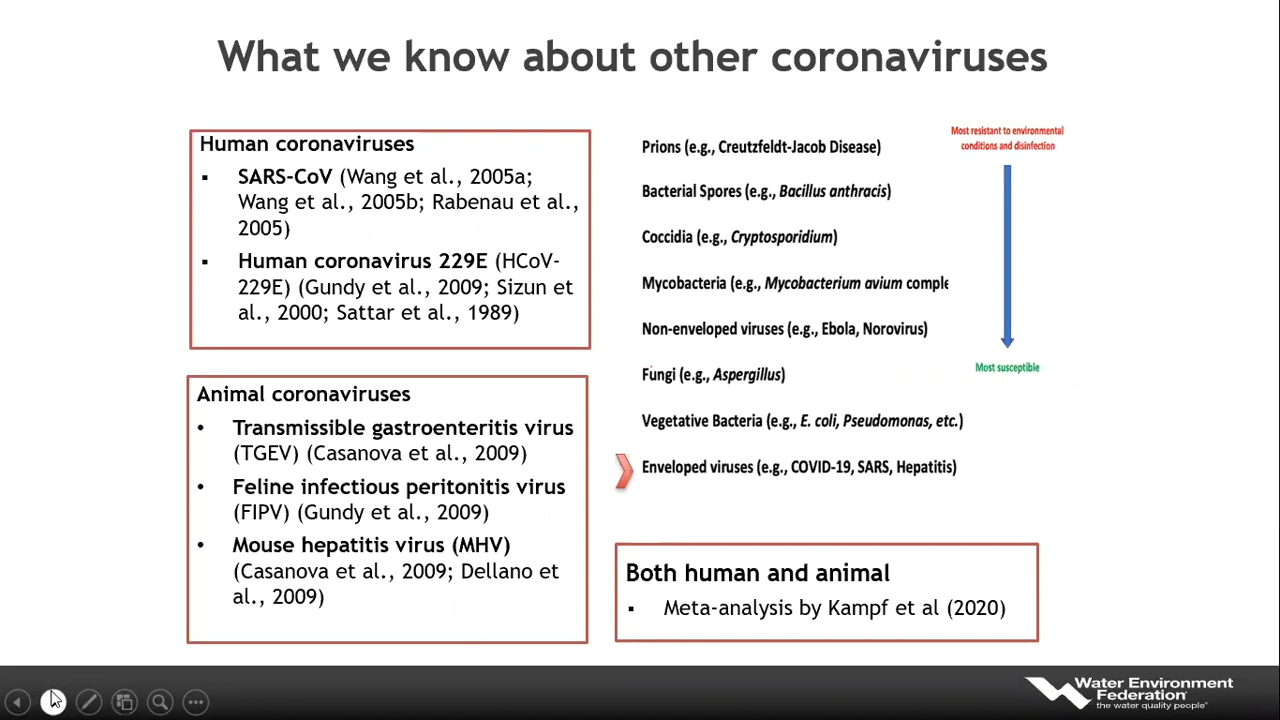 What we know about other coronaviruses
Human coronaviruses
▪ SARS-CoV (Wang et al., 2005a;
Wang et al., 2005b; Rabenau et al.,
2005)
▪ Human coronavirus 229E (HCoV-
229E) (Gundy et al., 2009; Sizun et
al., 2000; Sattar et al., 1989)
Animal coronaviruses
• Transmissible gastroenteritis virus
(TGEV) (Casanova et al., 2009)
• Feline infectious peritonitis virus
(FIPV) (Gundy et al., 2009)
• Mouse hepatitis virus (MHV)
(Casanova et al., 2009; Dellano et
al., 2009)
Prions (e.g., Creutzfeldt-Jacob Disease)
Bacterial Spores (e.g., Bacillus anthracis)
Coccidia (e.g., Cryptosporidium)
Mycobacteria (e.g., Mycobacterium avium comple
Non-enveloped viruses (e.g., Ebola, Norovirus)
Fungi (e.g., Aspergillus)
Vegetative Bacteria (e.g., E. coli, Pseudomonas, etc.)
Enveloped viruses (e.g., COVID-19, SARS, Hepatitis)
Most resistant to environmental
conditions and disinfection
Most susceptible
Both human and animal
▪ Meta-analysis by Kampf et al (2020)
Water Environment
Federation
the water quality people®